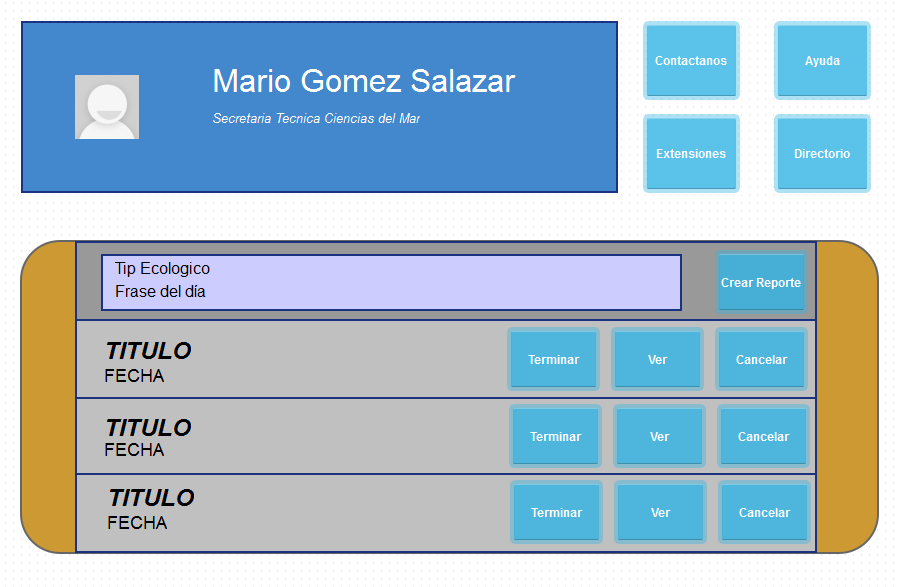 Mario Gomez Salazar
Secretaria Tecnica Ciencias del Mar
Contactanos
Ayuda
Extensiones
Directorio
Tip Ecologico
Frase del día
Crear Reporte
TITULO
FECHA
Terminar
Ver
Cancelar
TITULO
FECHA
Terminar
Ver
Cancelar
TITULO
FECHA
Terminar
Ver
Cancelar